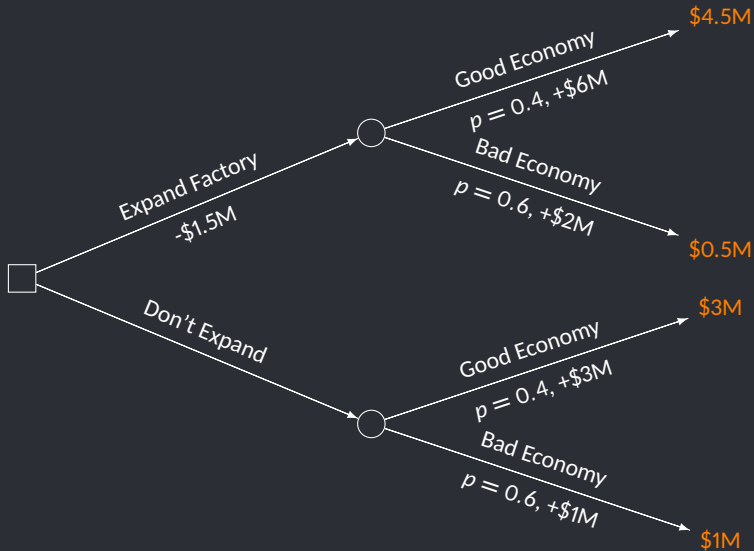 $4.5M
Good Economy
p = 0.4, +$6M
Bad Economy
p = 0.6, +$2M
$0.5M
Expand Factory
-$1.5M
Don't Expand
$3M
Good Economy
p = 0.4, +$3M
Bad Economy
p = 0.6, +$1M
$1M